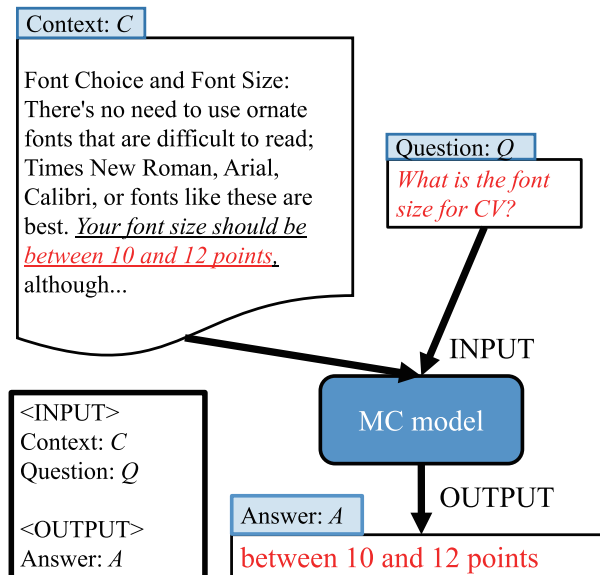 Context: C
Font Choice and Font Size:
There's no need to use ornate
fonts that are difficult to read;
Times New Roman, Arial,
Calibri, or fonts like these are
best. Your font size should be
between 10 and 12 points,
although...
Question: Q
What is the font
size for CV?
INPUT
MC model
OUTPUT
<INPUT>
Context: C
Question: Q
<OUTPUT>
Answer: A
Answer: A
between 10 and 12 points